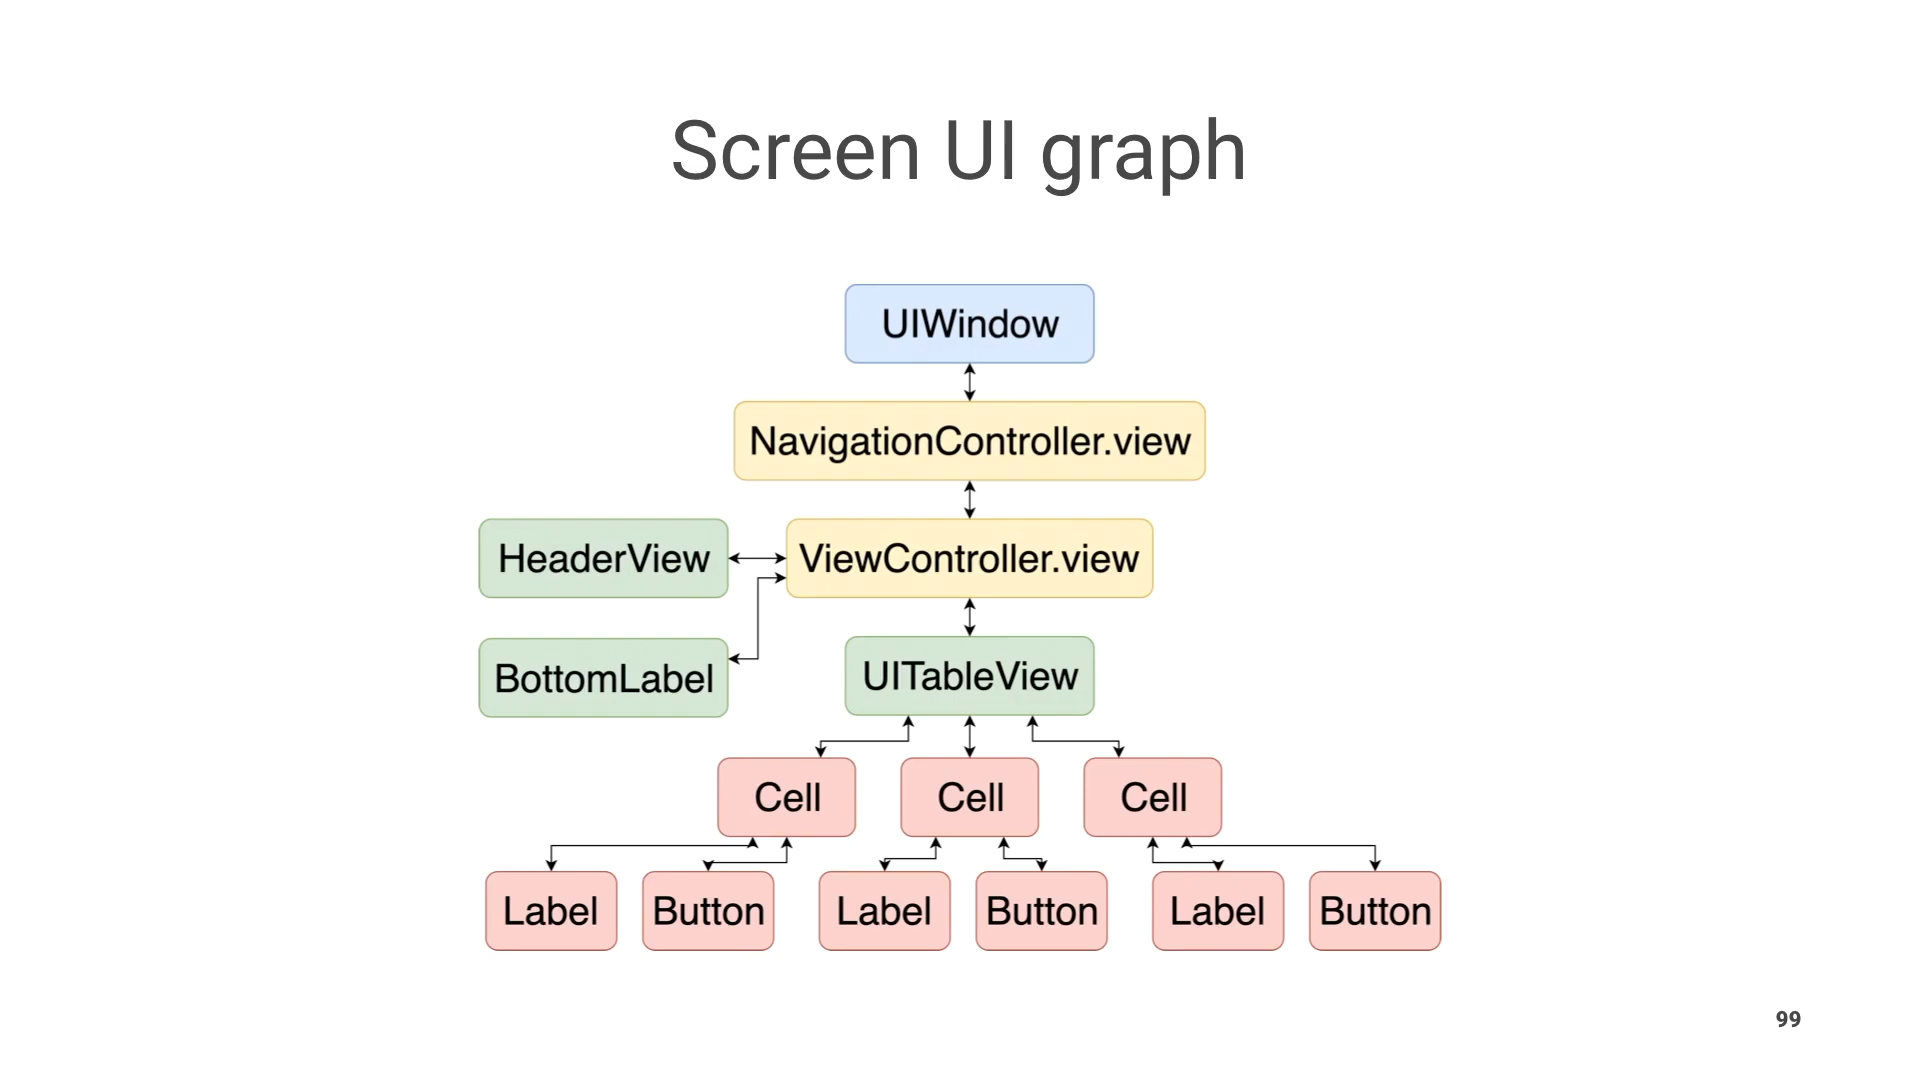 Screen UI graph
UIWindow
NavigationController.view
HeaderView
ViewController.view
BottomLabel
UITableView
Cell
Cell
Cell
Label
Button
Label
Button
Label
Button
99